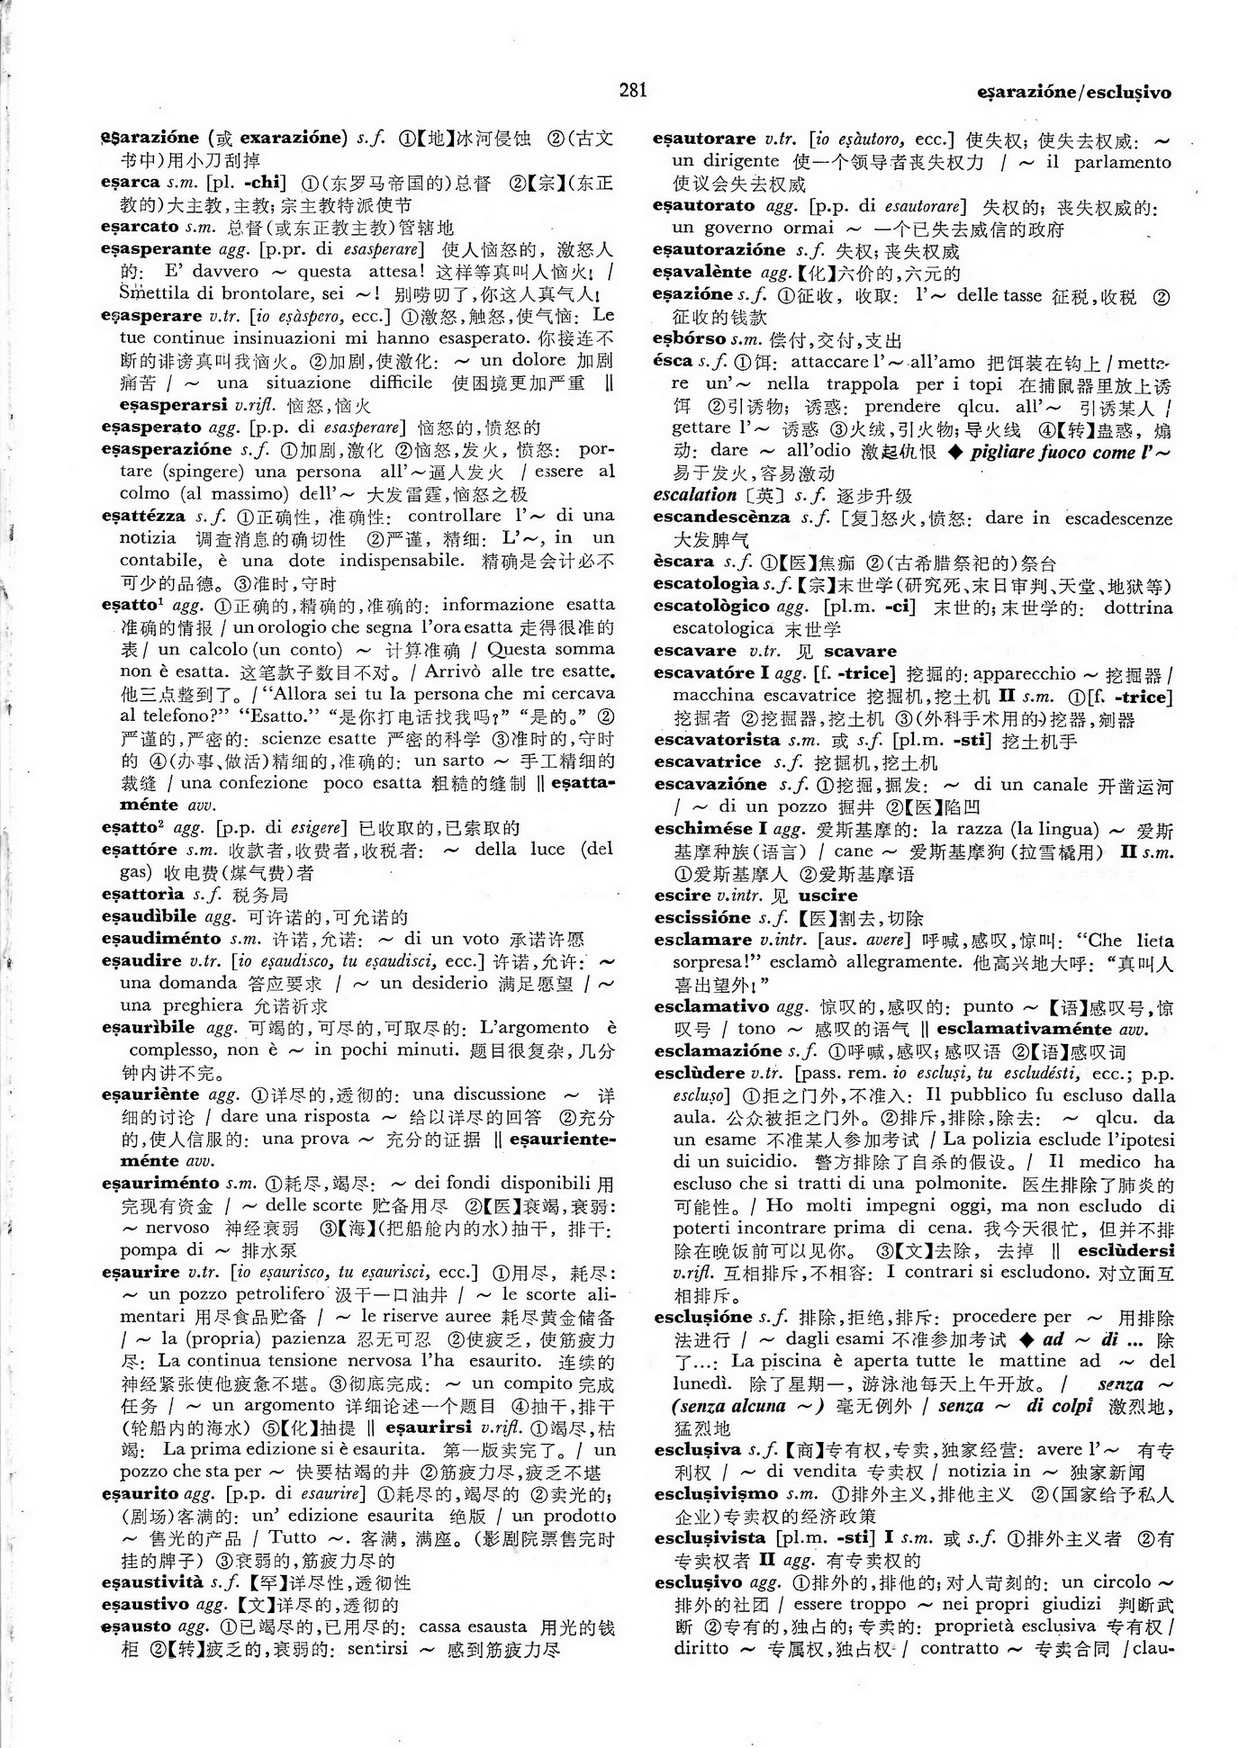 281
eṣarazióne/escluṣivo
eṣarazióne (或 exarazióne) s.f. ①【地】冰河侵蚀 ②(古文
书中)用小刀刮掉
eṣarca s.m. [pl. -chi] ①(东罗马帝国的)总督 ②【宗】(东正
教的)大主教,主教; 宗主教特派使节
eṣarcato s.m. 总督(或东正教主教)管辖地
eṣasperante agg. [p.pr. di esasperare] 使人恼怒的, 激怒人
的: E' davvero ～ questa attesa! 这样等真叫人恼火! /
Smettila di brontolare, sei ～! 别唠叨了,你这人真气人!
eṣasperare v.tr. [io eṣàspero, ecc.] ①激怒,触怒,使气恼: Le
tue continue insinuazioni mi hanno esasperato. 你接连不
断的诽谤真叫我恼火。②加剧,使激化: ～ un dolore 加剧
痛苦 / ～ una situazione difficile 使困境更加严重 ‖
eṣasperarsi v.rifl. 恼怒,恼火
eṣasperato agg. [p.p. di esasperare] 恼怒的,愤怒的
eṣasperazióne s.f. ①加剧,激化 ②恼怒,发火, 愤怒: por-
tare (spingere) una persona all'～逼人发火 / essere al
colmo (al massimo) dell'～ 大发雷霆,恼怒之极
eṣattézza s.f. ①正确性, 准确性: controllare l'～ di una
notizia 调查消息的确切性 ②严谨, 精细: L'～, in un
contabile, è una dote indispensabile. 精确是会计必不
可少的品德。③准时,守时
eṣatto¹ agg. ①正确的,精确的,准确的: informazione esatta
准确的情报 / un orologio che segna l'ora esatta 走得很准的
表 / un calcolo (un conto) ～ 计算准确 / Questa somma
non è esatta. 这笔款子数目不对。/ Arrivò alle tre esatte.
他三点整到了。/ “Allora sei tu la persona che mi cercava
al telefono?” “Esatto.” “是你打电话找我吗?” “是的。” ②
严谨的,严密的: scienze esatte 严密的科学 ③准时的,守时
的 ④(办事、做活)精细的,准确的: un sarto ～ 手工精细的
裁缝 / una confezione poco esatta 粗糙的缝制 ‖ eṣatta-
ménte avv.
eṣatto² agg. [p.p. di esigere] 已收取的,已索取的
eṣattóre s.m. 收款者,收费者,收税者: ～ della luce (del
gas) 收电费(煤气费)者
eṣattorìa s.f. 税务局
eṣaudìbile agg. 可许诺的,可允诺的
eṣaudiménto s.m. 许诺,允诺: ～ di un voto 承诺许愿
eṣaudire v.tr. [io eṣaudisco, tu eṣaudisci, ecc.] 许诺,允许: ～
una domanda 答应要求 / ～ un desiderio 满足愿望 / ～
una preghiera 允诺祈求
eṣaurìbile agg. 可竭的,可尽的,可取尽的: L'argomento è
complesso, non è ～ in pochi minuti. 题目很复杂,几分
钟内讲不完。
eṣauriènte agg. ①详尽的,透彻的: una discussione ～ 详
细的讨论 / dare una risposta ～ 给以详尽的回答 ②充分
的,使人信服的: una prova ～ 充分的证据 ‖ eṣauriente-
ménte avv.
eṣauriménto s.m. ①耗尽,竭尽: ～ dei fondi disponibili 用
完现有资金 / ～ delle scorte 贮备用尽 ②【医】衰竭,衰弱:
～ nervoso 神经衰弱 ③【海】(把船舱内的水)抽干, 排干:
pompa di ～ 排水泵
eṣaurire v.tr. [io eṣaurisco, tu eṣaurisci, ecc.] ①用尽, 耗尽:
～ un pozzo petrolifero 汲干一口油井 / ～ le scorte ali-
mentari 用尽食品贮备 / ～ le riserve auree 耗尽黄金储备
/ ～ la (propria) pazienza 忍无可忍 ②使疲乏, 使筋疲力
尽: La continua tensione nervosa l'ha esaurito. 连续的
神经紧张使他疲惫不堪。③彻底完成: ～ un compito 完成
任务 / ～ un argomento 详细论述一个题目 ④抽干,排干
(轮船内的海水) ⑤【化】抽提 ‖ eṣaurirsi v.rifl. ①竭尽,枯
竭: La prima edizione si è esaurita. 第一版卖完了。/ un
pozzo che sta per ～ 快要枯竭的井 ②筋疲力尽,疲乏不堪
eṣaurito agg. [p.p. di esaurire] ①耗尽的,竭尽的 ②卖光的;
(剧场)客满的: un' edizione esaurita 绝版 / un prodotto
～ 售光的产品 / Tutto ～. 客满, 满座。(影剧院票售完时
挂的牌子) ③衰弱的,筋疲力尽的
eṣaustività s.f. 【罕】详尽性,透彻性
eṣaustivo agg. 【文】详尽的,透彻的
eṣausto agg. ①已竭尽的,已用尽的: cassa esausta 用光的钱
柜 ②【转】疲乏的,衰弱的: sentirsi ～ 感到筋疲力尽
eṣautorare v.tr. [io eṣàutoro, ecc.] 使失权; 使失去权威: ～
un dirigente 使一个领导者丧失权力 / ～ il parlamento
使议会失去权威
eṣautorato agg. [p.p. di esautorare] 失权的; 丧失权威的:
un governo ormai ～ 一个已失去威信的政府
eṣautorazióne s.f. 失权; 丧失权威
eṣavalènte agg. 【化】六价的,六元的
eṣazióne s.f. ①征收, 收取: l'～ delle tasse 征税,收税 ②
征收的钱款
eṣbórso s.m. 偿付,交付,支出
ésca s.f. ①饵: attaccare l'～ all'amo 把饵装在钩上 / mette-
re un'～ nella trappola per i topi 在捕鼠器里放上诱
饵 ②引诱物; 诱惑: prendere qlcu. all'～ 引诱某人 /
gettare l'～ 诱惑 ③火绒,引火物; 导火线 ④【转】蛊惑, 煽
动: dare ～ all'odio 激起仇恨 ◆ pigliare fuoco come l'～
易于发火,容易激动
escalation [英] s.f. 逐步升级
escandescènza s.f. [复]怒火,愤怒: dare in escadescenze
大发脾气
èscara s.f. ①【医】焦痂 ②(古希腊祭祀的)祭台
escatologìa s.f. 【宗】末世学(研究死、末日审判、天堂、地狱等)
escatològico agg. [pl.m. -ci] 末世的; 末世学的: dottrina
escatologica 末世学
escavare v.tr. 见 scavare
escavatóre I agg. [f. -trice] 挖掘的: apparecchio ～ 挖掘器 /
macchina escavatrice 挖掘机,挖土机 II s.m. ①[f. -trice]
挖掘者 ②挖掘器,挖土机 ③(外科手术用的)挖器,剜器
escavatorista s.m. 或 s.f. [pl.m. -sti] 挖土机手
escavatrice s.f. 挖掘机,挖土机
escavazióne s.f. ①挖掘,掘发: ～ di un canale 开凿运河
/ ～ di un pozzo 掘井 ②【医】陷凹
eschimése I agg. 爱斯基摩的: la razza (la lingua) ～ 爱斯
基摩种族(语言) / cane ～ 爱斯基摩狗 (拉雪橇用) II s.m.
①爱斯基摩人 ②爱斯基摩语
escire v.intr. 见 uscire
escissióne s.f. 【医】割去,切除
esclamare v.intr. [aus. avere] 呼喊,感叹,惊叫: “Che lieta
sorpresa!” esclamò allegramente. 他高兴地大呼: “真叫人
喜出望外!”
esclamativo agg. 惊叹的,感叹的: punto ～ 【语】感叹号,惊
叹号 / tono ～ 感叹的语气 ‖ esclamativaménte avv.
esclamazióne s.f. ①呼喊,感叹; 感叹语 ②【语】感叹词
esclùdere v.tr. [pass. rem. io escluṣi, tu escludésti, ecc.; p.p.
escluṣo] ①拒之门外,不准入: Il pubblico fu escluso dalla
aula. 公众被拒之门外。②排斥,排除,除去: ～ qlcu. da
un esame 不准某人参加考试 / La polizia esclude l'ipotesi
di un suicidio. 警方排除了自杀的假设。/ Il medico ha
escluso che si tratti di una polmonite. 医生排除了肺炎的
可能性。/ Ho molti impegni oggi, ma non escludo di
poterti incontrare prima di cena. 我今天很忙, 但并不排
除在晚饭前可以见你。 ③【文】去除, 去掉 ‖ esclùdersi
v.rifl. 互相排斥,不相容: I contrari si escludono. 对立面互
相排斥。
escluṣióne s.f. 排除,拒绝,排斥: procedere per ～ 用排除
法进行 / ～ dagli esami 不准参加考试 ◆ ad ～ di ... 除
了…: La piscina è aperta tutte le mattine ad ～ del
lunedì. 除了星期一, 游泳池每天上午开放。 / senza ～
(senza alcuna ～) 毫无例外 / senza ～ di colpi 激烈地,
猛烈地
escluṣiva s.f. 【商】专有权,专卖,独家经营: avere l'～ 有专
利权 / ～ di vendita 专卖权 / notizia in ～ 独家新闻
escluṣivismo s.m. ①排外主义,排他主义 ②(国家给予私人
企业)专卖权的经济政策
escluṣivista [pl.m. -sti] I s.m. 或 s.f. ①排外主义者 ②有
专卖权者 II agg. 有专卖权的
escluṣivo agg. ①排外的,排他的; 对人苛刻的: un circolo ～
排外的社团 / essere troppo ～ nei propri giudizi 判断武
断 ②专有的,独占的; 专卖的: proprietà esclusiva 专有权 /
diritto ～ 专属权,独占权 / contratto ～ 专卖合同 / clau-